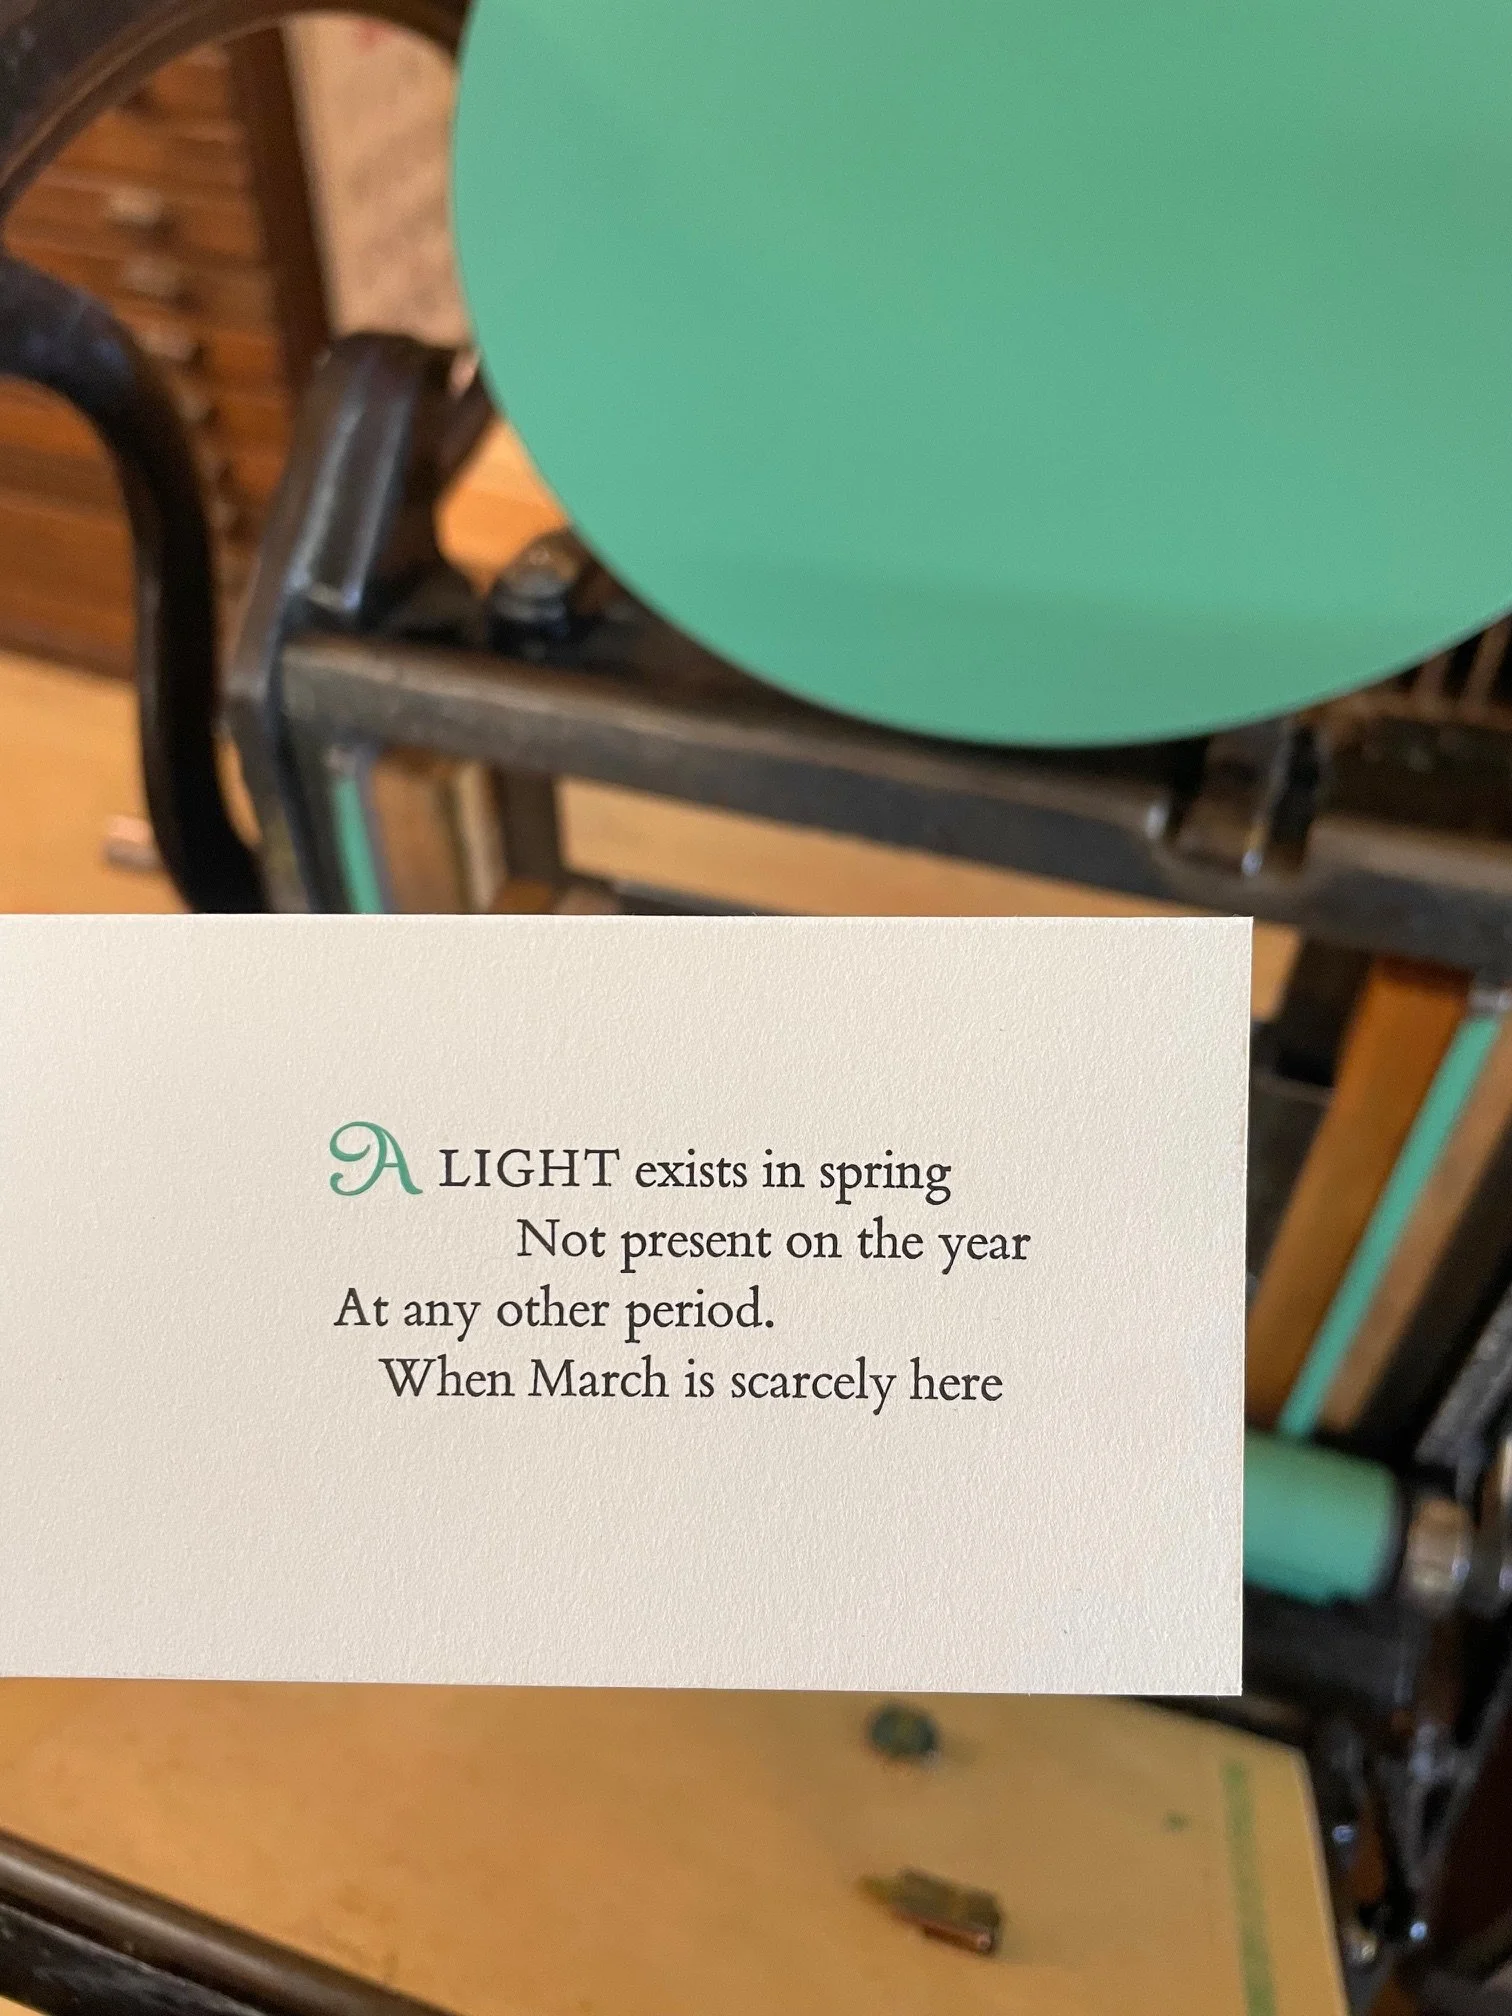 A LIGHT exists in spring
Not present on the year
At any other period.
When March is scarcely here